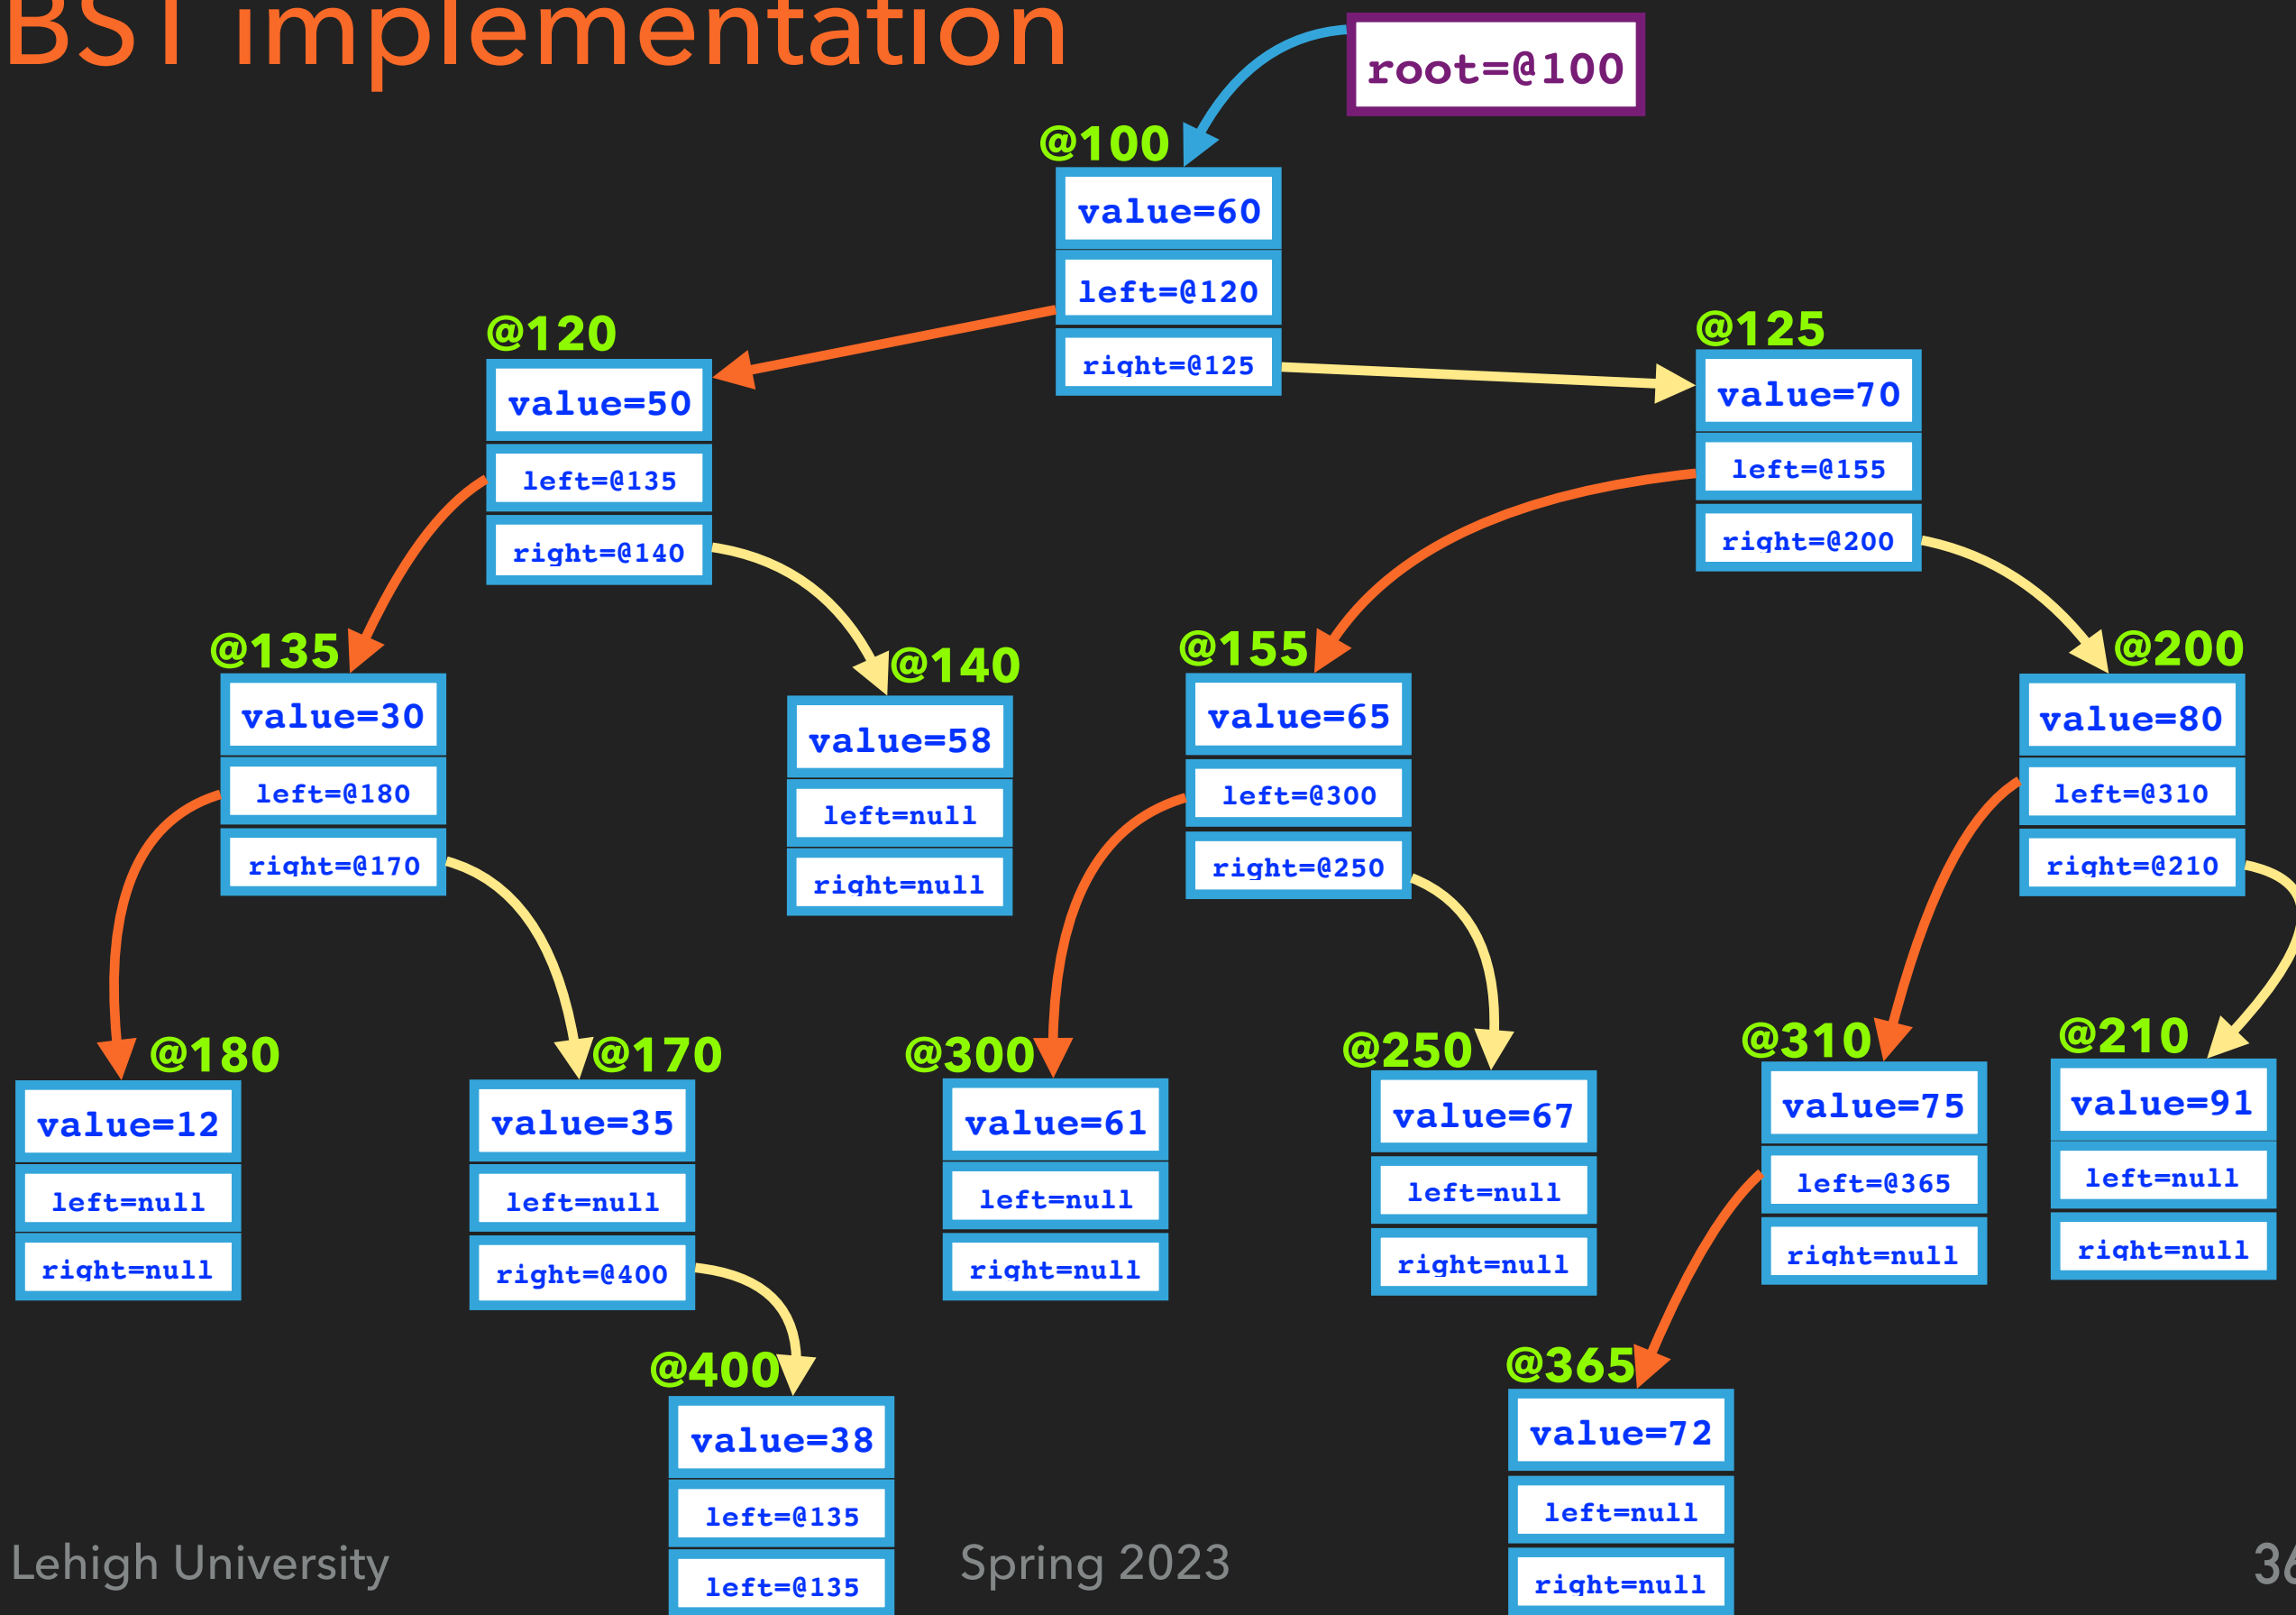 BST implementation
root=@100
@100
value=60
left=@120
right=@125
@120
value=50
left=@135
right=@140
@125
value=70
left=@155
right=@200
@135
value=30
left=@180
right=@170
@140
value=58
left=null
right=null
@155
value=65
left=@300
right=@250
@200
value=80
left=@310
right=@210
@180
value=12
left=null
right=null
@170
value=35
left=null
right=@400
@300
value=61
left=null
right=null
@250
value=67
left=null
right=null
@310
value=75
left=@365
right=null
@210
value=91
left=null
right=null
@400
value=38
left=@135
left=@135
@365
value=72
left=null
right=null
Lehigh University
Spring 2023
36